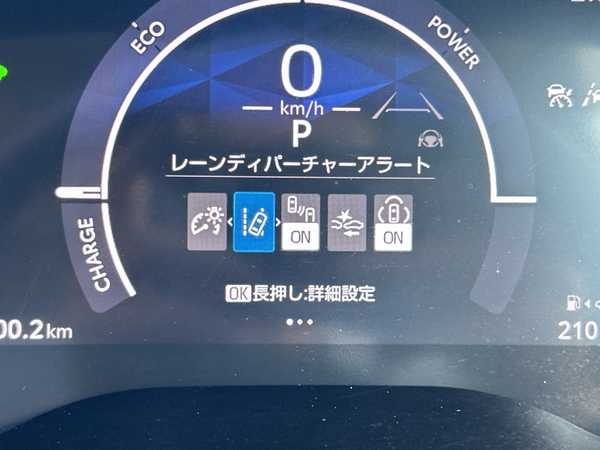 ECO
POWER
0
km/h
P
レーンディパーチャーアラート
ON
ON
CHARGE
OK長押し:詳細設定
00.2km
210